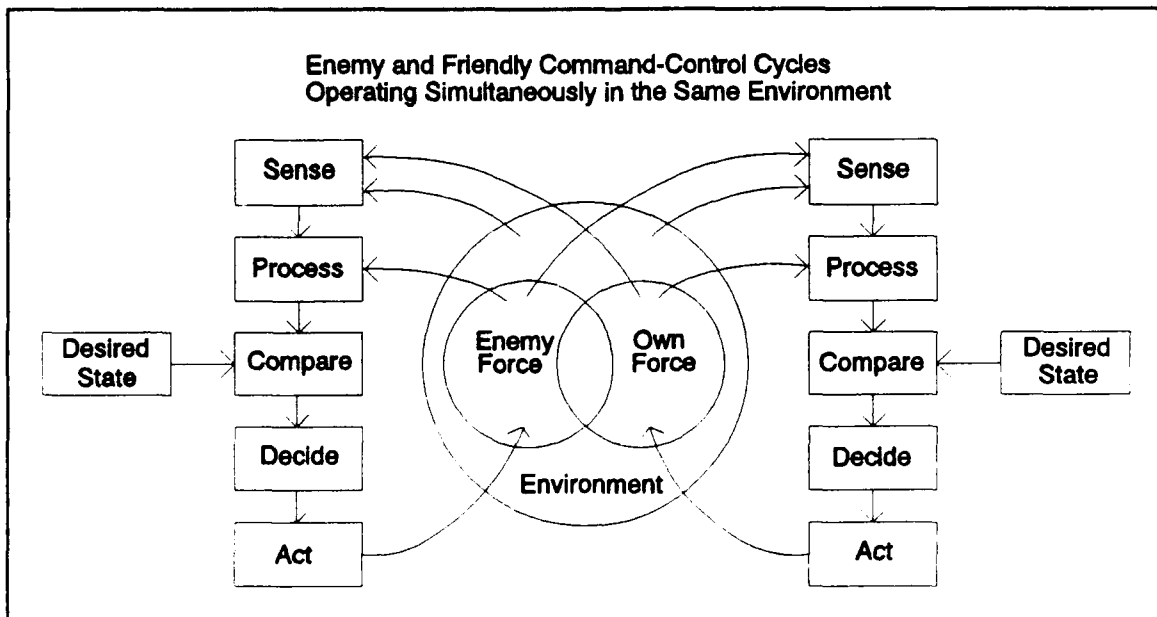 Enemy and Friendly Command-Control Cycles
Operating Simultaneously in the Same Environment
Sense
Process
Desired
State
Compare
Decide
Act
Enemy
Force
Own
Force
Environment
Sense
Process
Compare
Desired
State
Decide
Act